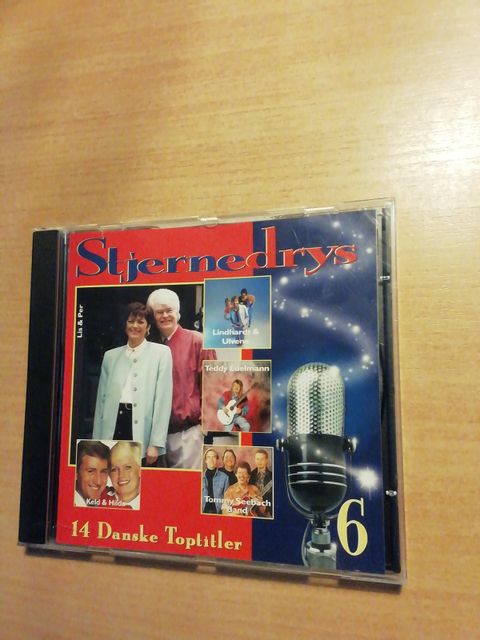 Stjernedrys
Lis & Per
Lindhardt &
Ulvene
Teddy Edelmann
Keld & Hilda
Tommy Seebach
Band
14 Danske Toptitler
6